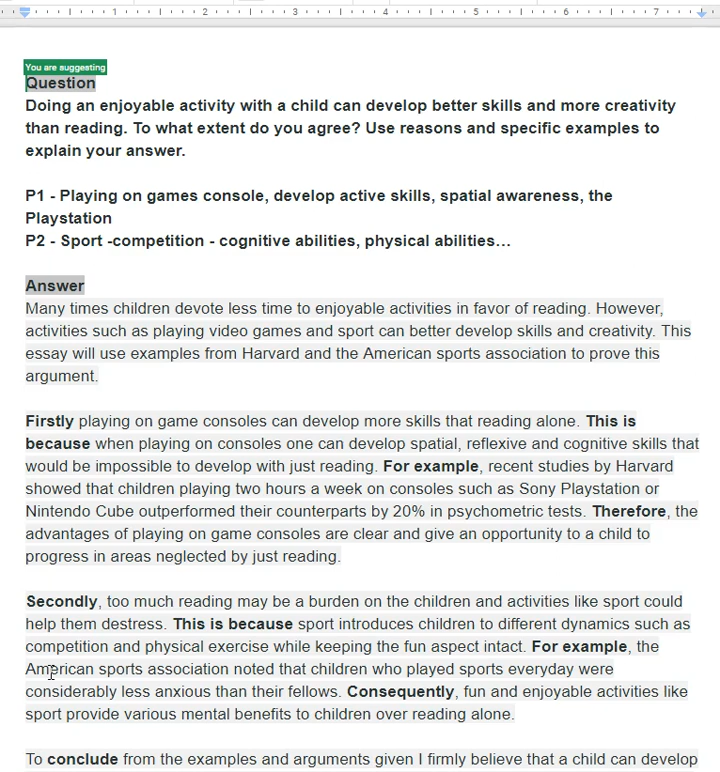 1 2 3 4 5 6 7
You are suggesting
Question
Doing an enjoyable activity with a child can develop better skills and more creativity
than reading. To what extent do you agree? Use reasons and specific examples to
explain your answer.
P1 - Playing on games console, develop active skills, spatial awareness, the
Playstation
P2 - Sport -competition - cognitive abilities, physical abilities…
Answer
Many times children devote less time to enjoyable activities in favor of reading. However,
activities such as playing video games and sport can better develop skills and creativity. This
essay will use examples from Harvard and the American sports association to prove this
argument.
Firstly playing on game consoles can develop more skills that reading alone. This is
because when playing on consoles one can develop spatial, reflexive and cognitive skills that
would be impossible to develop with just reading. For example, recent studies by Harvard
showed that children playing two hours a week on consoles such as Sony Playstation or
Nintendo Cube outperformed their counterparts by 20% in psychometric tests. Therefore, the
advantages of playing on game consoles are clear and give an opportunity to a child to
progress in areas neglected by just reading.
Secondly, too much reading may be a burden on the children and activities like sport could
help them destress. This is because sport introduces children to different dynamics such as
competition and physical exercise while keeping the fun aspect intact. For example, the
American sports association noted that children who played sports everyday were
considerably less anxious than their fellows. Consequently, fun and enjoyable activities like
sport provide various mental benefits to children over reading alone.
To conclude from the examples and arguments given I firmly believe that a child can develop